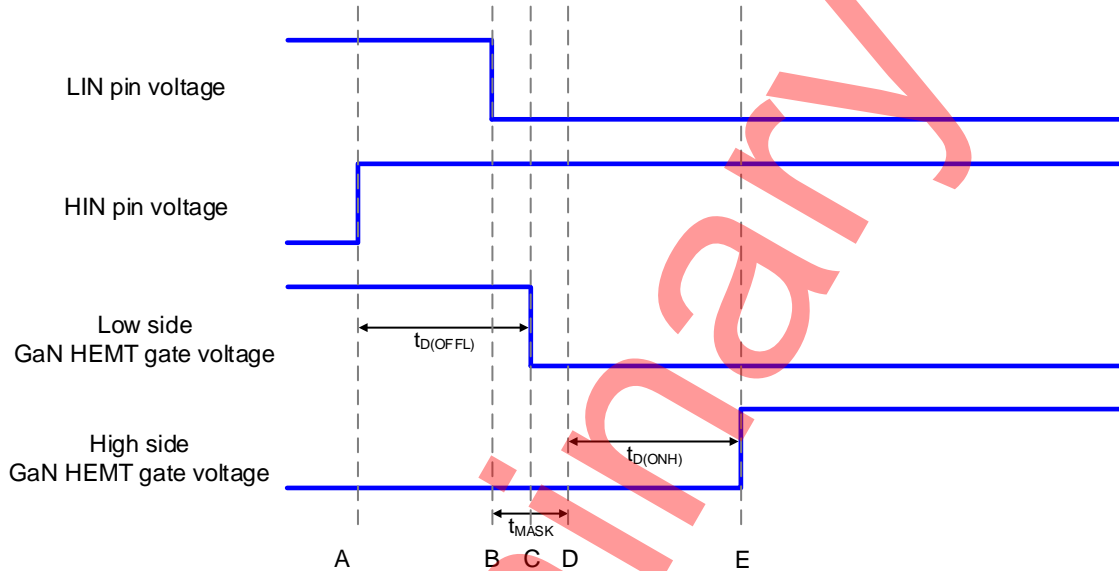 LIN pin voltage
HIN pin voltage
Low side
GaN HEMT gate voltage
tD(OFFL)
High side
GaN HEMT gate voltage
tD(ONH)
tMASK
A B C D E
inary